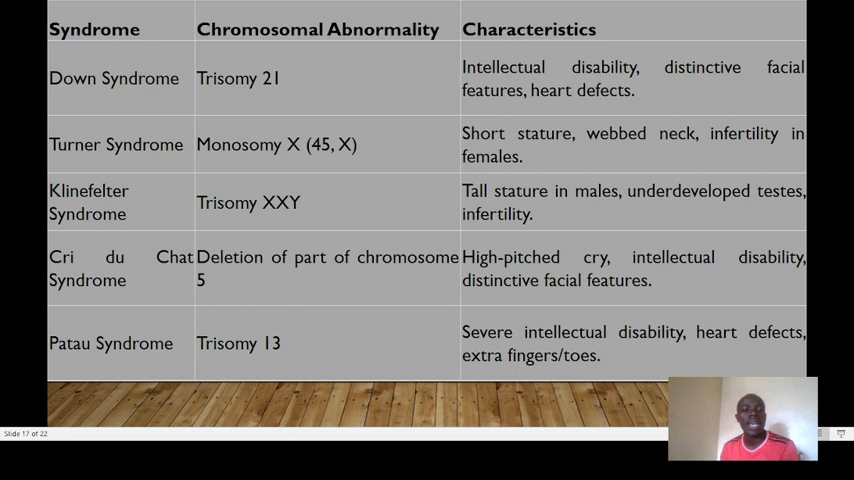 Syndrome Chromosomal Abnormality Characteristics
Down Syndrome Trisomy 21 Intellectual disability, distinctive facial
features, heart defects.
Turner Syndrome Monosomy X (45, X) Short stature, webbed neck, infertility in
females.
Klinefelter
Syndrome Trisomy XXY Tall stature in males, underdeveloped testes,
infertility.
Cri du Chat
Syndrome Deletion of part of chromosome
5 High-pitched cry, intellectual disability,
distinctive facial features.
Patau Syndrome Trisomy 13 Severe intellectual disability, heart defects,
extra fingers/toes.
Slide 17 of 22